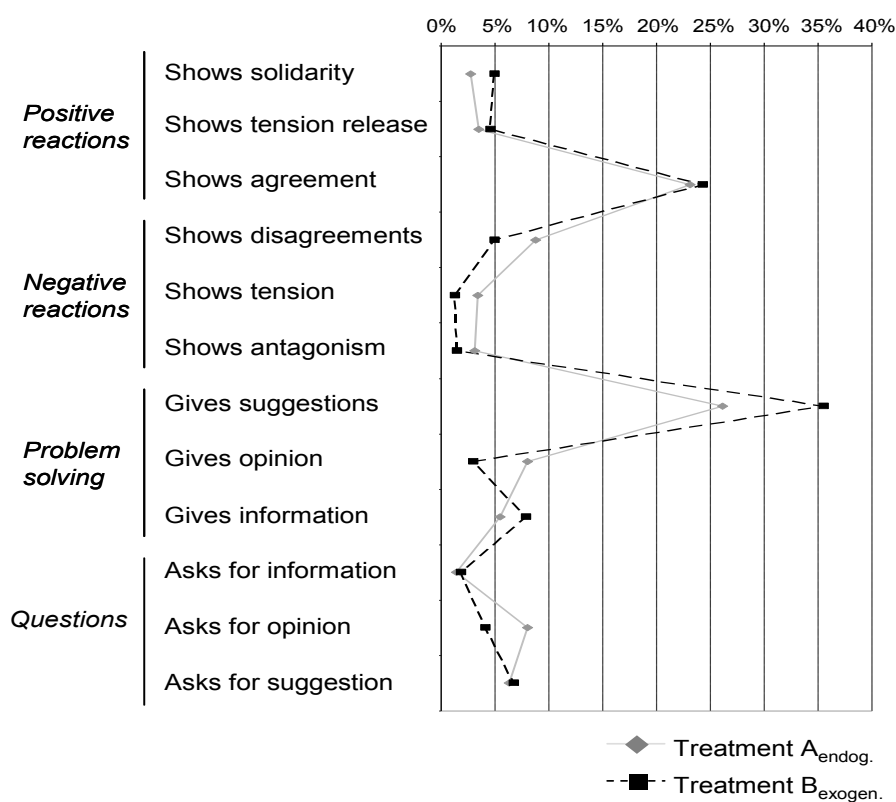 0% 5% 10% 15% 20% 25% 30% 35% 40%
Positive
reactions
Shows solidarity
Shows tension release
Shows agreement
Negative
reactions
Shows disagreements
Shows tension
Shows antagonism
Problem
solving
Gives suggestions
Gives opinion
Gives information
Questions
Asks for information
Asks for opinion
Asks for suggestion
Treatment A endog.
Treatment B exogen.